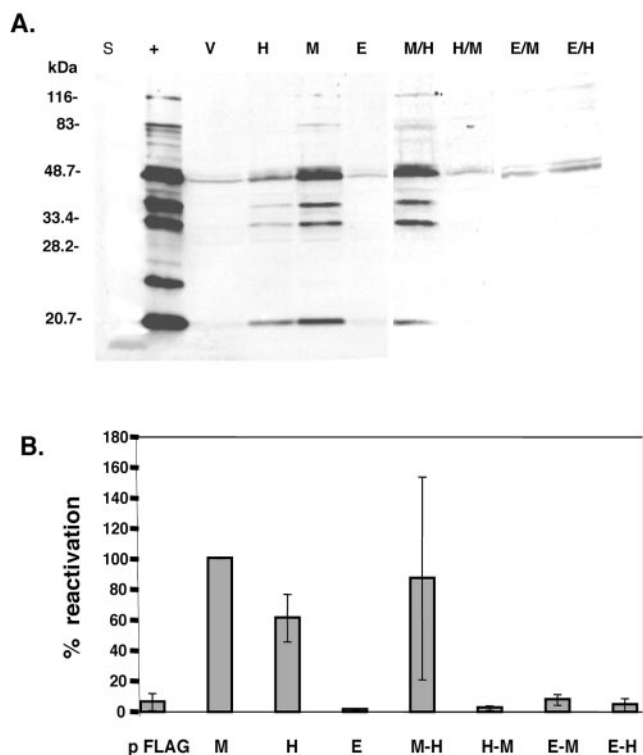 A.
S + V H M E M/H H/M E/M E/H
kDa
116-
83-
48.7-
33.4-
28.2-
20.7-
B.
% reactivation
180
160
140
120
100
80
60
40
20
0
p FLAG M H E M-H H-M E-M E-H